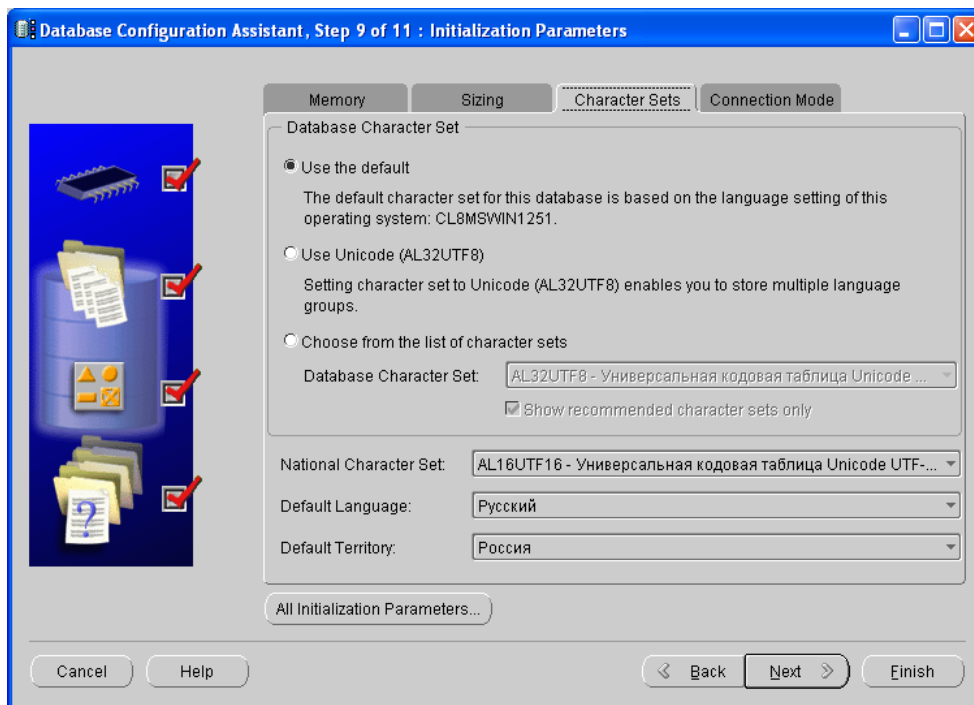 Database Configuration Assistant, Step 9 of 11 : Initialization Parameters
Memory Sizing Character Sets Connection Mode
Database Character Set
Use the default
The default character set for this database is based on the language setting of this
operating system: CL8MSWIN1251.
Use Unicode (AL32UTF8)
Setting character set to Unicode (AL32UTF8) enables you to store multiple language
groups.
Choose from the list of character sets
Database Character Set: AL32UTF8 - Универсальная кодовая таблица Unicode ...
Show recommended character sets only
National Character Set: AL16UTF16 - Универсальная кодовая таблица Unicode UTF-...
Default Language: Русский
Default Territory: Россия
All Initialization Parameters...
Cancel Help Back Next Finish